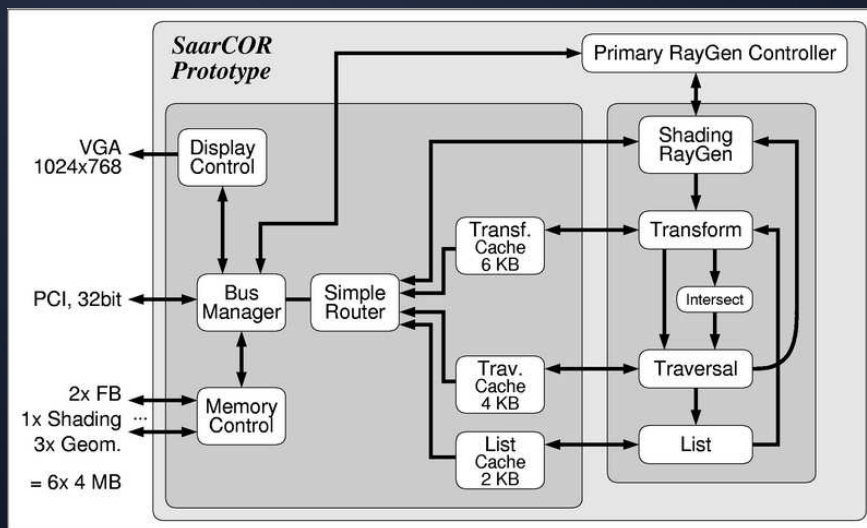 SaarCOR
Prototype
Primary RayGen Controller
VGA
1024x768
Display
Control
Shading
RayGen
Transf.
Cache
6 KB
Transform
PCI, 32bit
Bus
Manager
Simple
Router
Intersect
Trav.
Cache
4 KB
Traversal
2x FB
1x Shading ...
3x Geom.
= 6x 4 MB
Memory
Control
List
Cache
2 KB
List